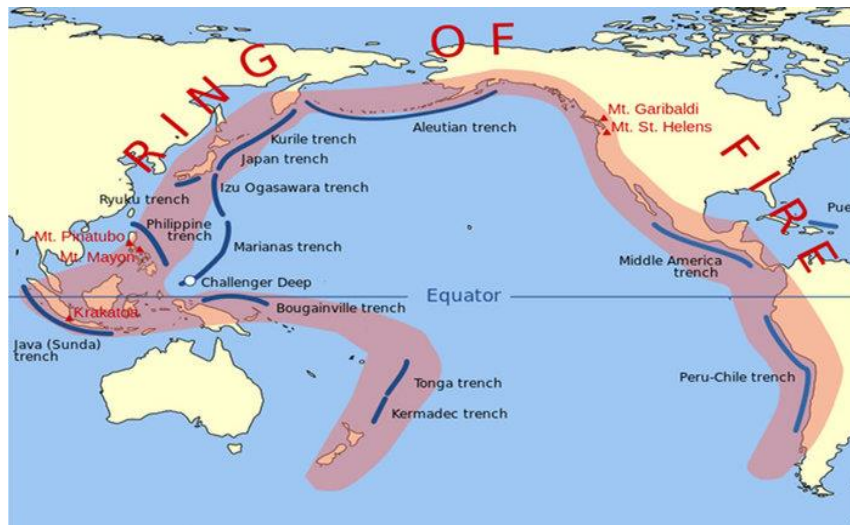 RING OF FIRE
Mt. Garibaldi
Mt. St. Helens
Aleutian trench
Kurile trench
Japan trench
Izu Ogasawara trench
Ryuku trench
Philippine
trench
Mt. Pinatubo
Mt. Mayon
Marianas trench
Challenger Deep
Pue
Middle America
trench
Equator
Bougainville trench
Krakatoa
Java (Sunda)
trench
Tonga trench
Kermadec trench
Peru-Chile trench